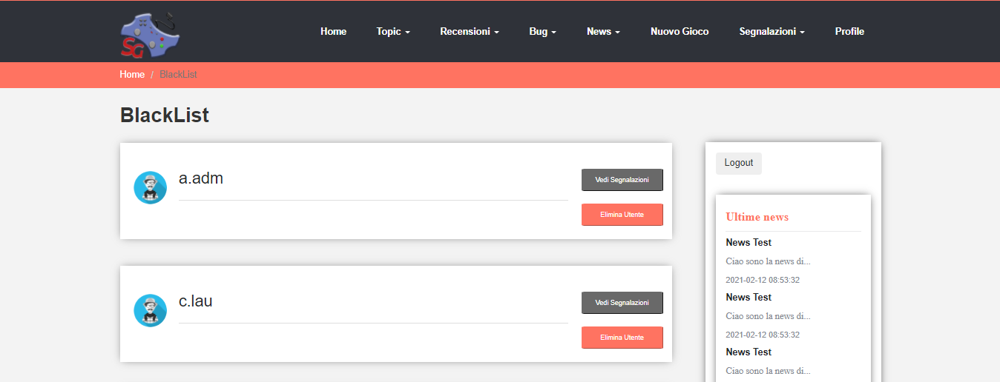 SG
Home Topic Recensioni Bug News Nuovo Gioco Segnalazioni Profile
Home / BlackList
BlackList
a.adm
Vedi Segnalazioni
Elimina Utente
c.lau
Vedi Segnalazioni
Elimina Utente
Logout
Ultime news
News Test
Ciao sono la news di...
2021-02-12 08:53:32
News Test
Ciao sono la news di...
2021-02-12 08:53:32
News Test
Ciao sono la news di...